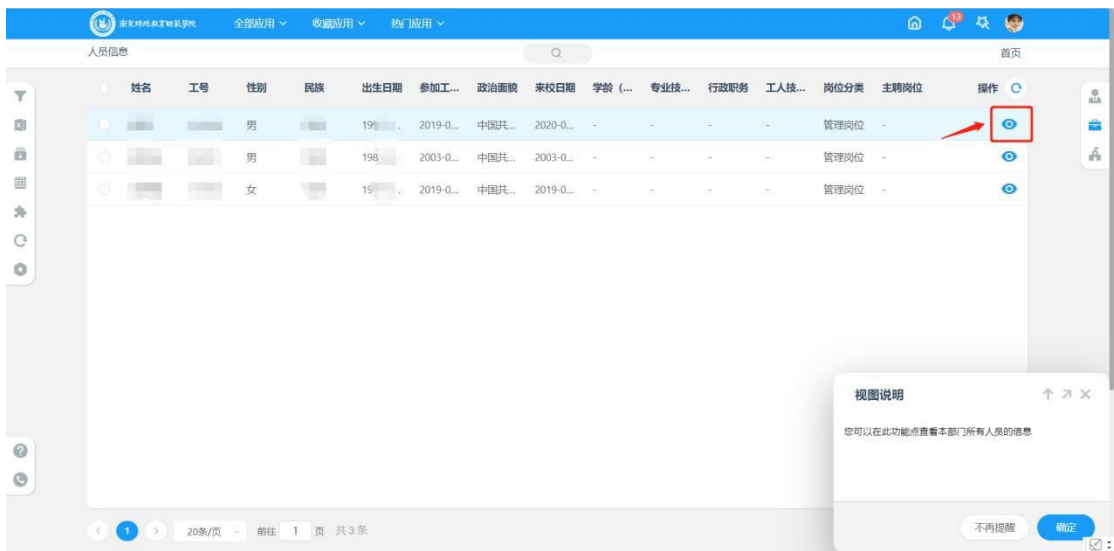 南京特殊教育师范学院 全部应用 收藏应用 热门应用 13
人员信息 首页
姓名 工号 性别 民族 出生日期 参加工... 政治面貌 来校日期 学龄 (... 专业技... 行政职务 工人技... 岗位分类 主聘岗位 操作
男 199 . 2019-0... 中国共... 2020-0... - - - - 管理岗位 -
男 198 2003-0... 中国共... 2003-0... - - - - 管理岗位 -
女 19 . 2019-0... 中国共... 2019-0... - - - - 管理岗位 -
视图说明
您可以在此功能点查看本部门所有人员的信息
1 20条/页 前往 1 页 共 3 条
不再提醒 确定